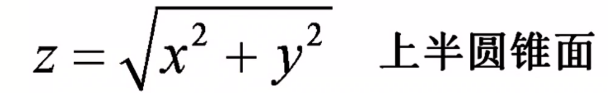 z = √(x² + y²) 上半圆锥面